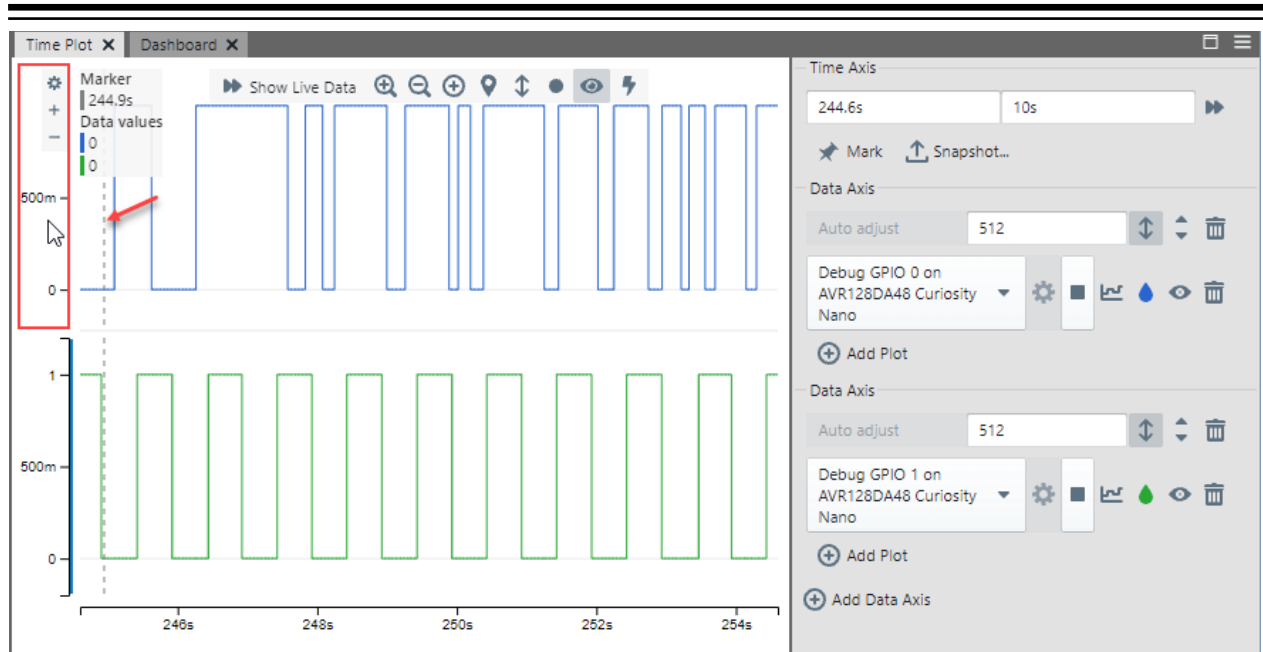 Time Plot
Dashboard
Marker
244.9s
Data values
0
0
Show Live Data
500m
0
1
500m
0
246s 248s 250s 252s 254s
Time Axis
244.6s 10s
Mark Snapshot...
Data Axis
Auto adjust 512
Debug GPIO 0 on
AVR128DA48 Curiosity
Nano
Add Plot
Data Axis
Auto adjust 512
Debug GPIO 1 on
AVR128DA48 Curiosity
Nano
Add Plot
Add Data Axis